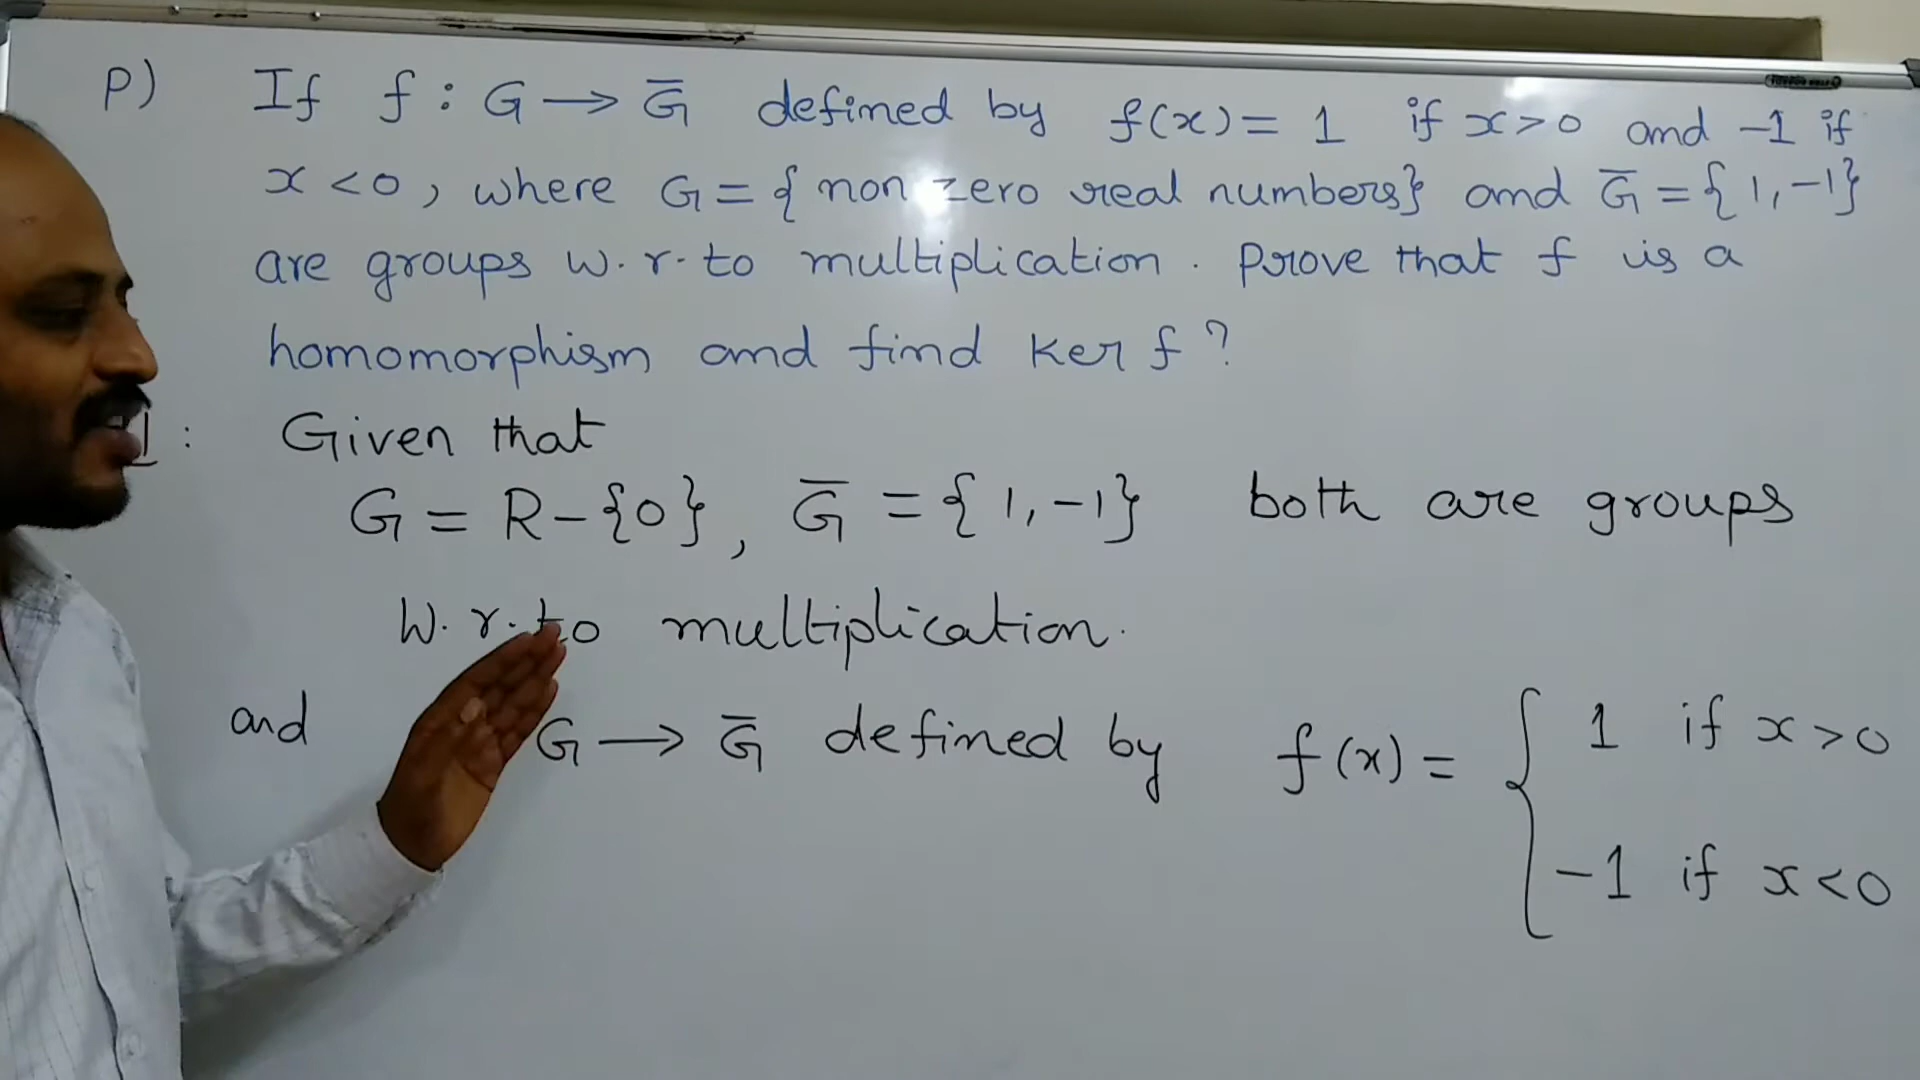 P) If f : G → Ḡ defined by f(x) = 1 if x>0 and -1 if
x<0, where G = { non zero real numbers} and Ḡ = {1, -1}
are groups w.r.to multiplication. Prove that f is a
homomorphism and find Ker f ?
Given that
G = R-{0}, Ḡ = {1, -1} both are groups
W.r.to multiplication.
and G → Ḡ defined by f(x) = { 1 if x>0
-1 if x<0